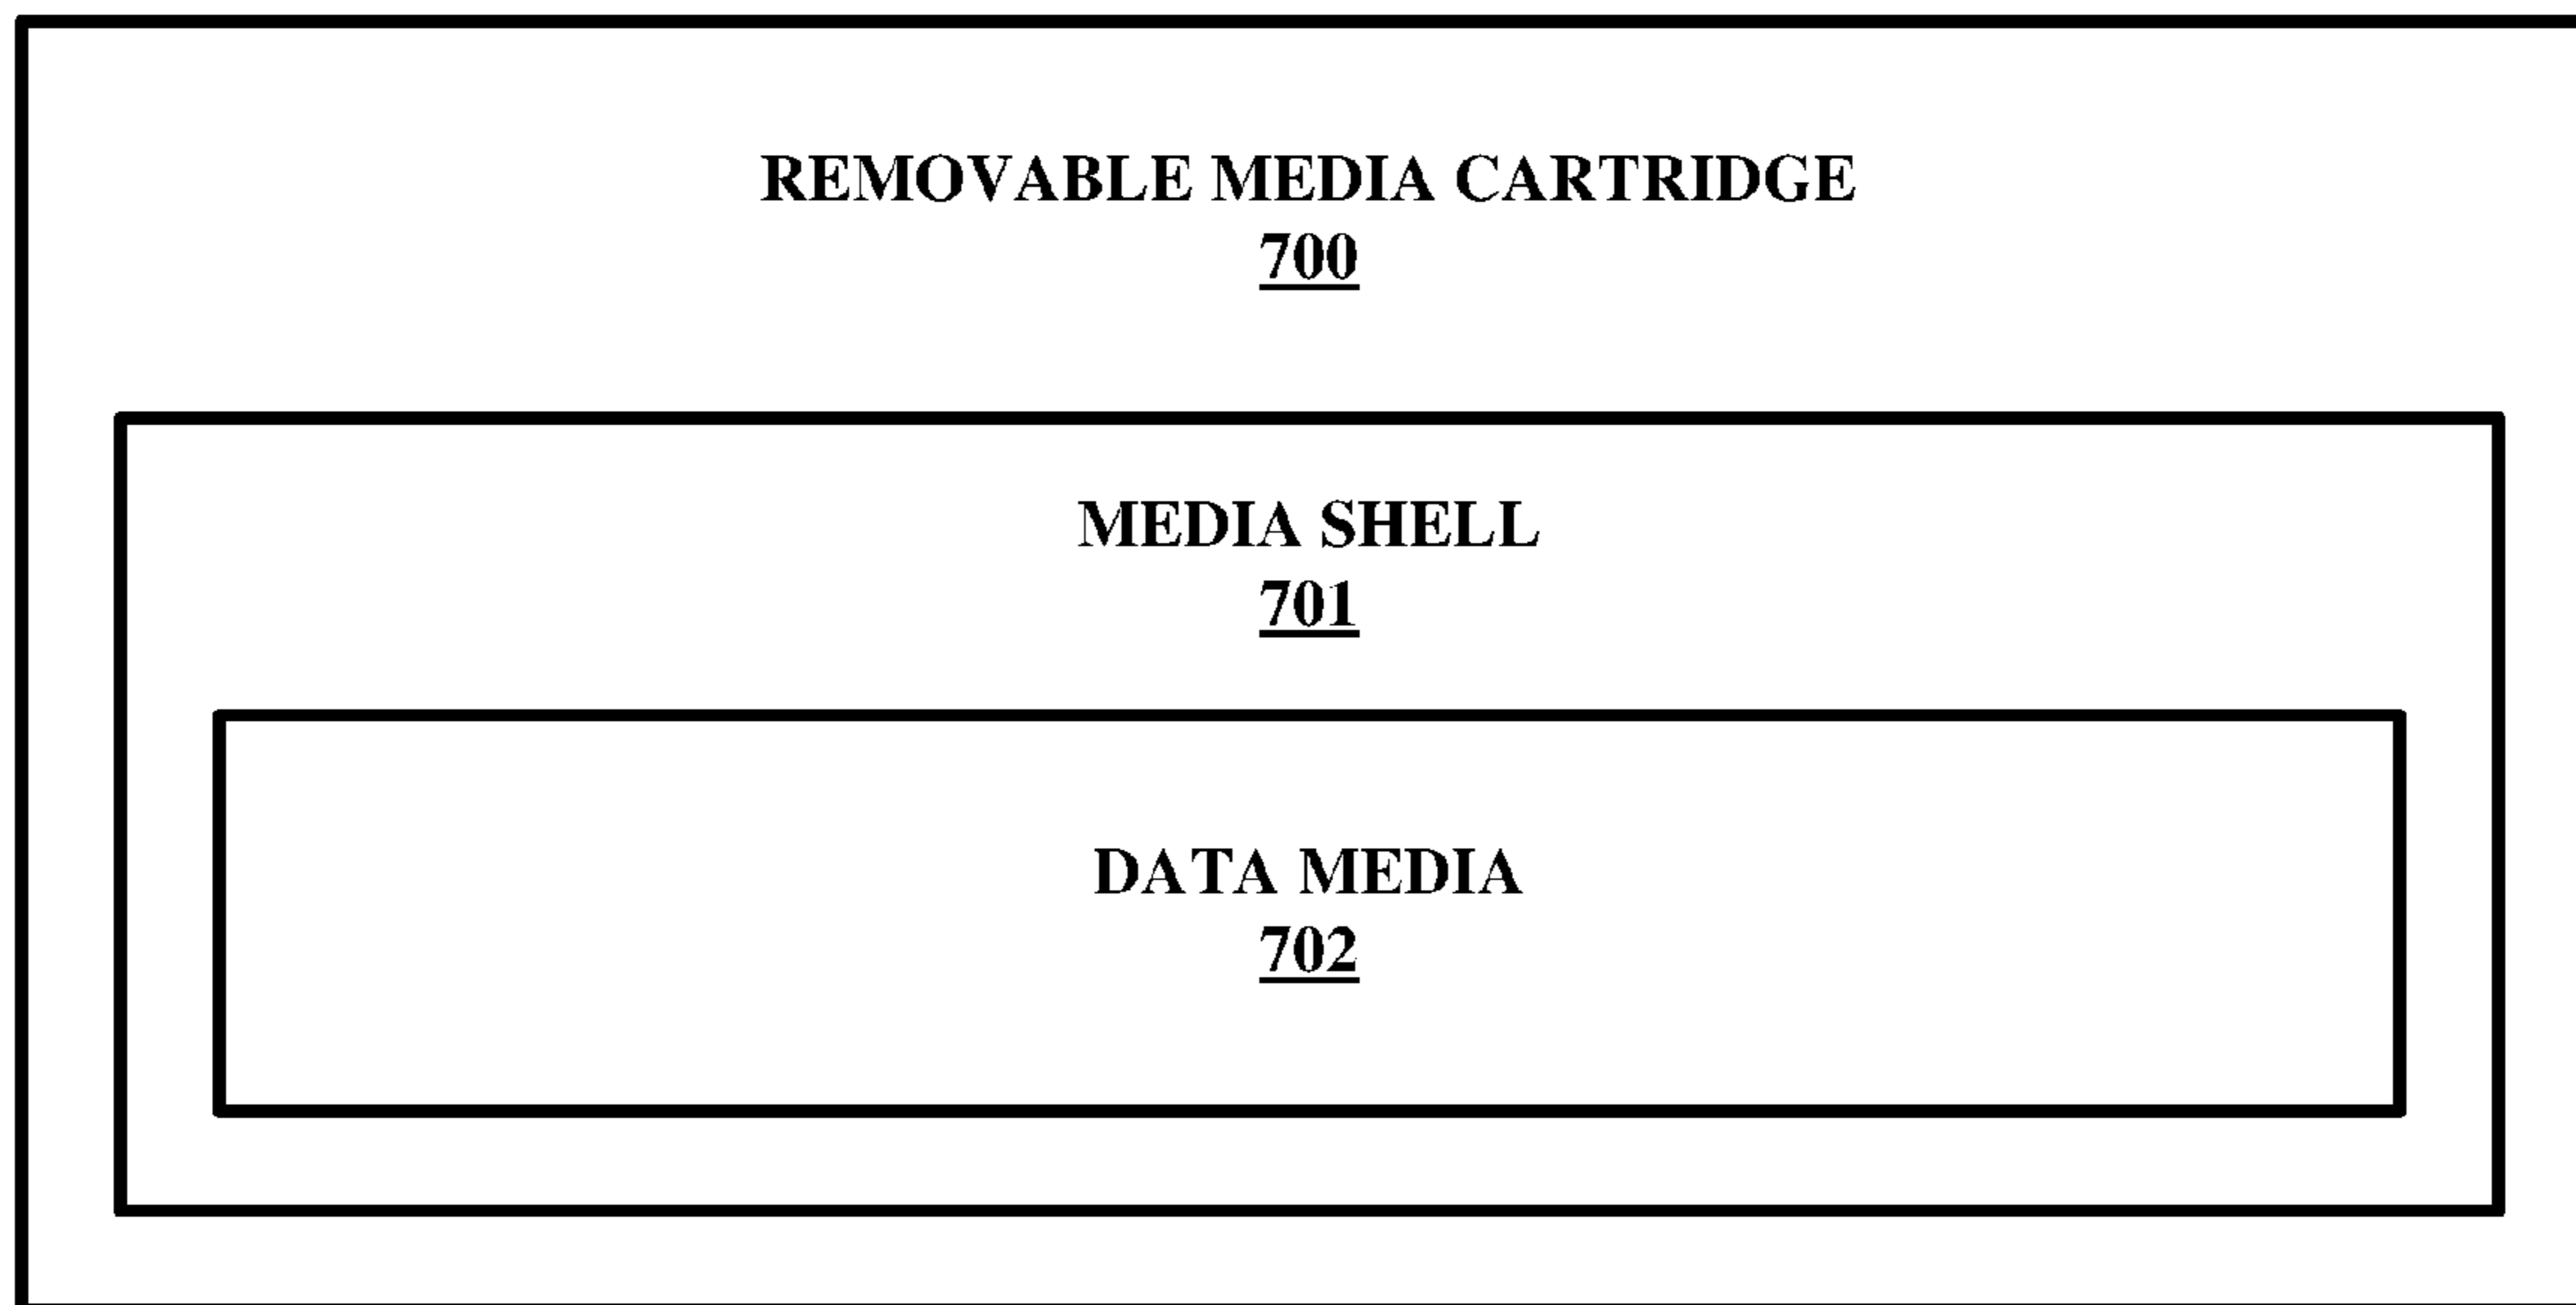 REMOVABLE MEDIA CARTRIDGE
700
MEDIA SHELL
701
DATA MEDIA
702